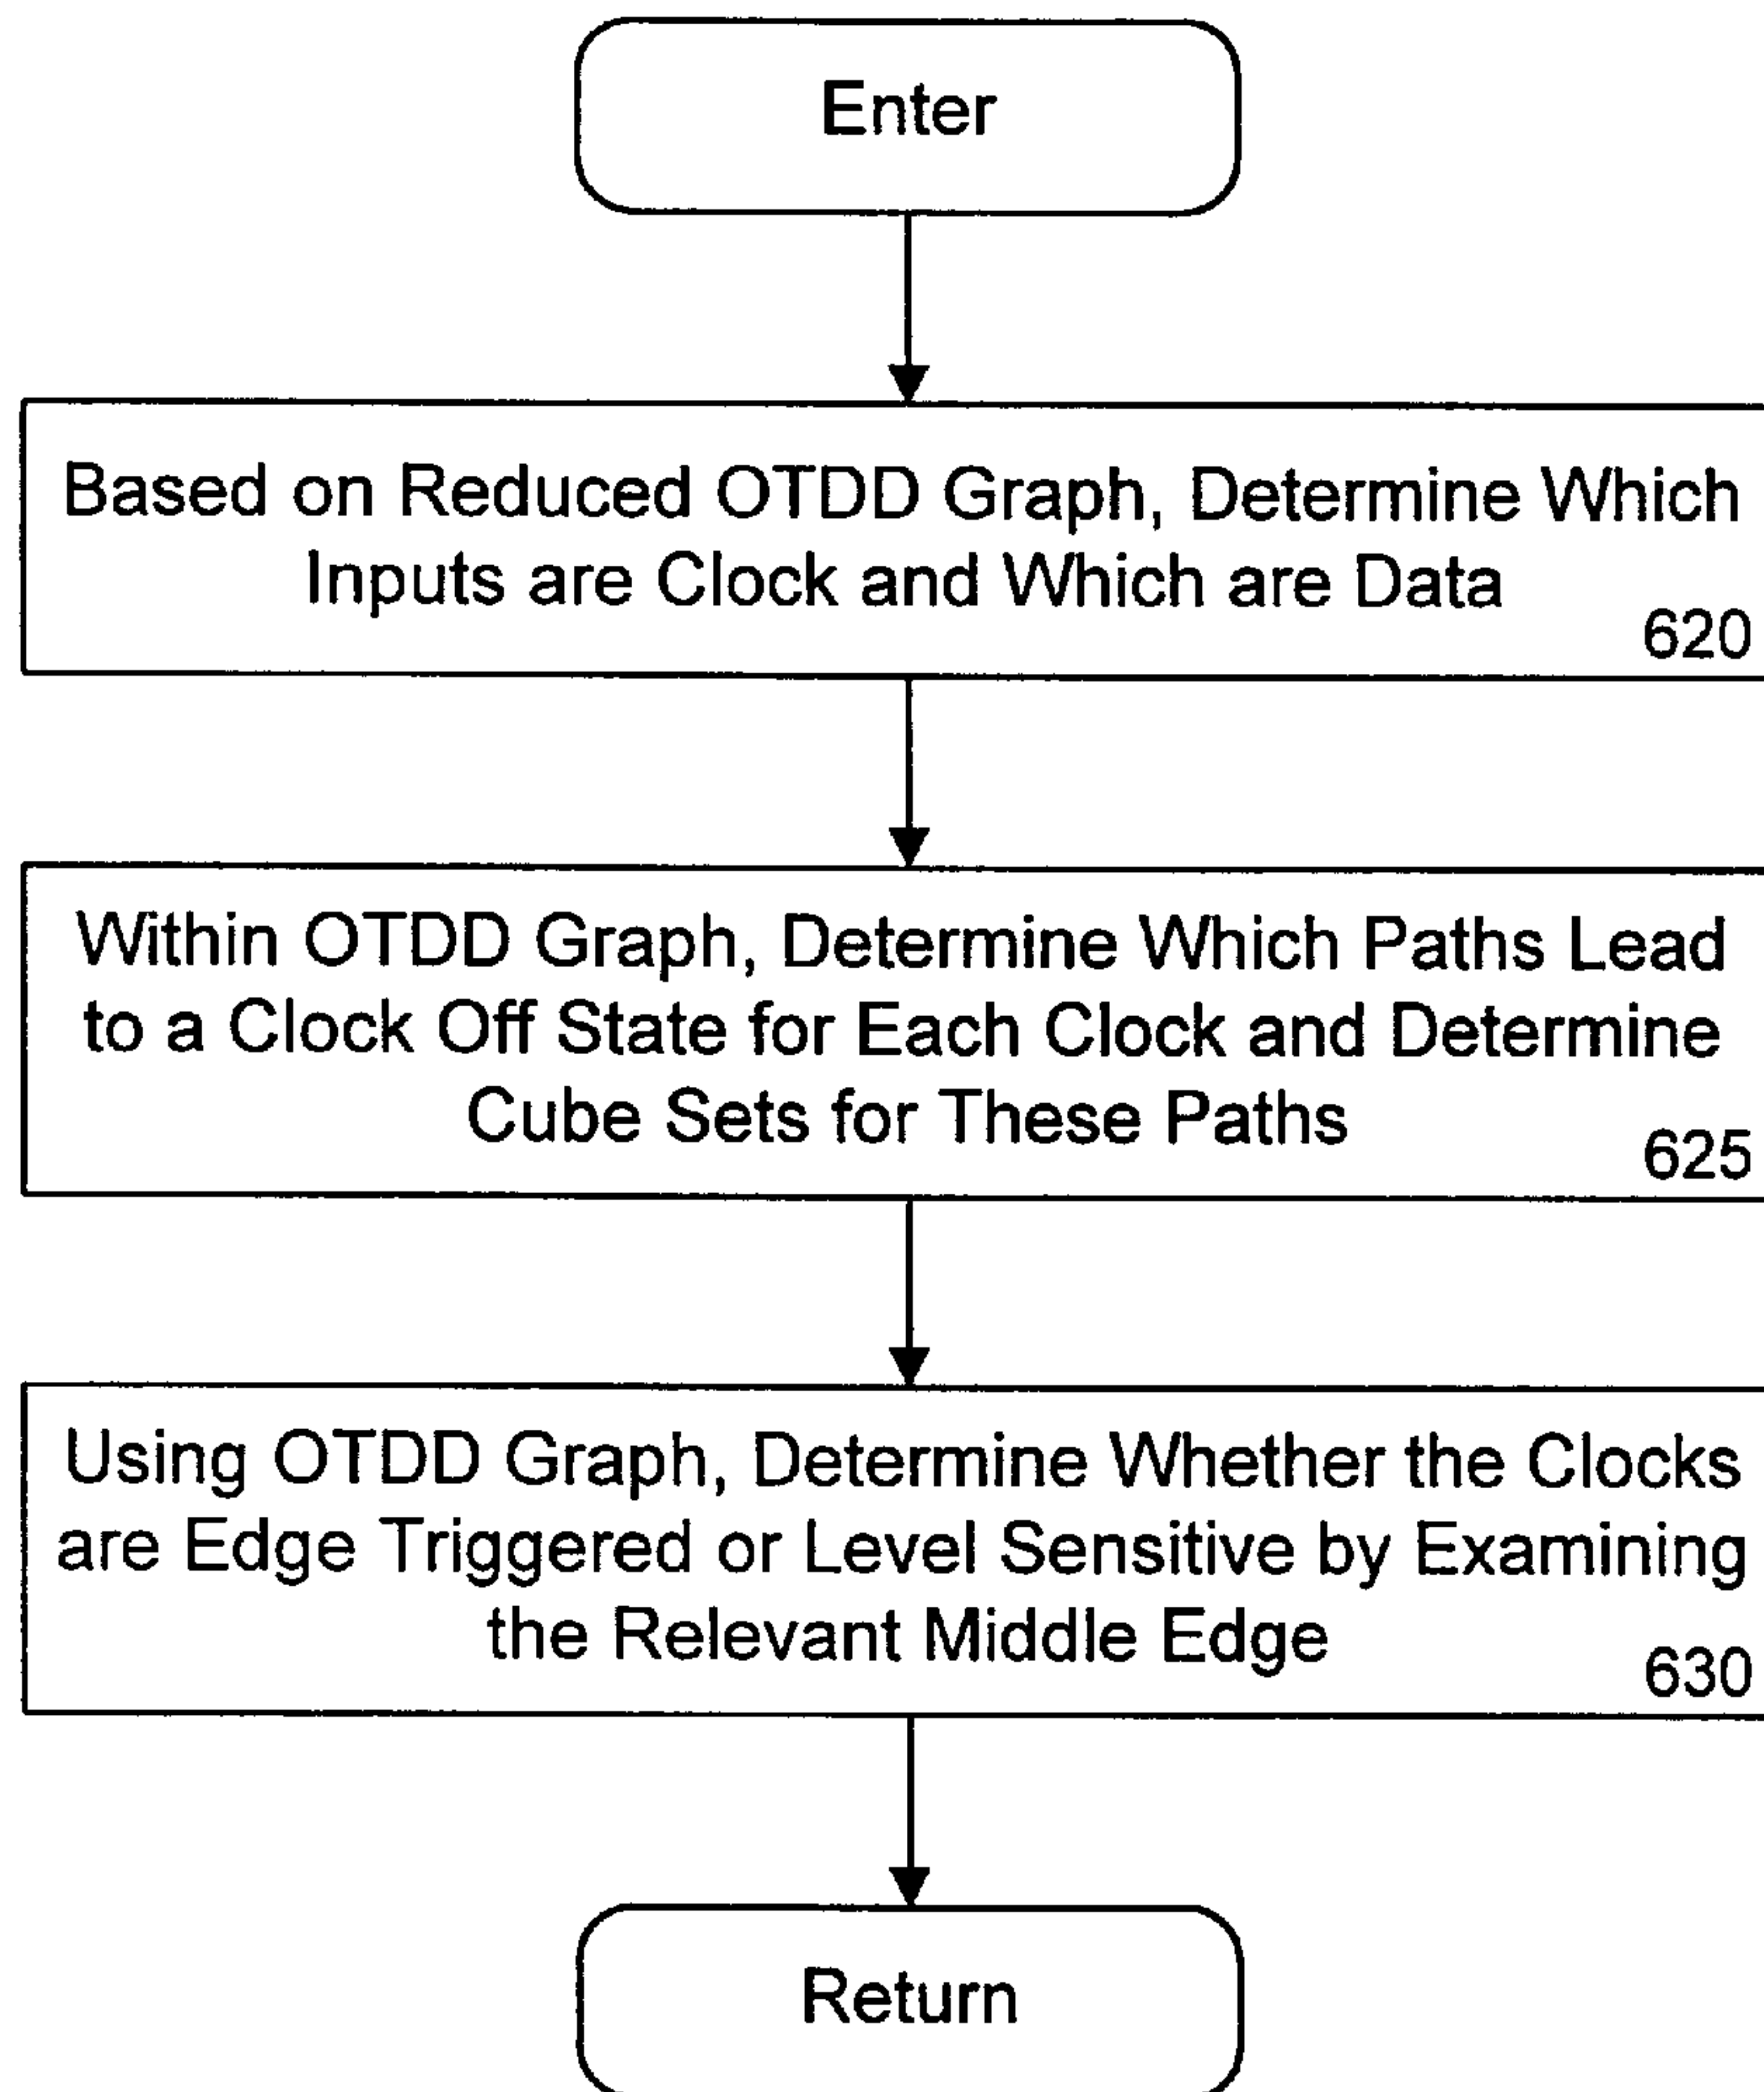 Enter
Based on Reduced OTDD Graph, Determine Which
Inputs are Clock and Which are Data
620
Within OTDD Graph, Determine Which Paths Lead
to a Clock Off State for Each Clock and Determine
Cube Sets for These Paths
625
Using OTDD Graph, Determine Whether the Clocks
are Edge Triggered or Level Sensitive by Examining
the Relevant Middle Edge
630
Return